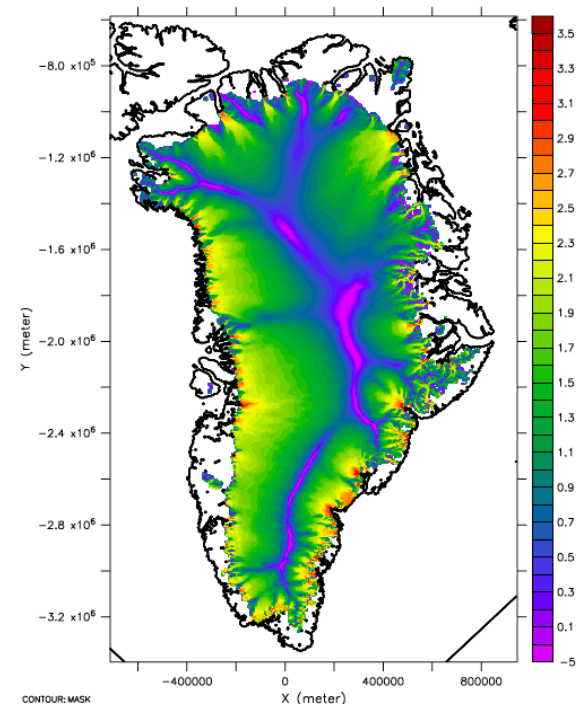 −8.0 x10⁵
−1.2 x10⁶
−1.6 x10⁶
−2.0 x10⁶
−2.4 x10⁶
−2.8 x10⁶
−3.2 x10⁶
Y (meter)
−400000 0 400000 800000
X (meter)
CONTOUR: MASK
3.5
3.3
3.1
2.9
2.7
2.5
2.3
2.1
1.9
1.7
1.5
1.3
1.1
0.9
0.7
0.5
0.3
0.1
−5